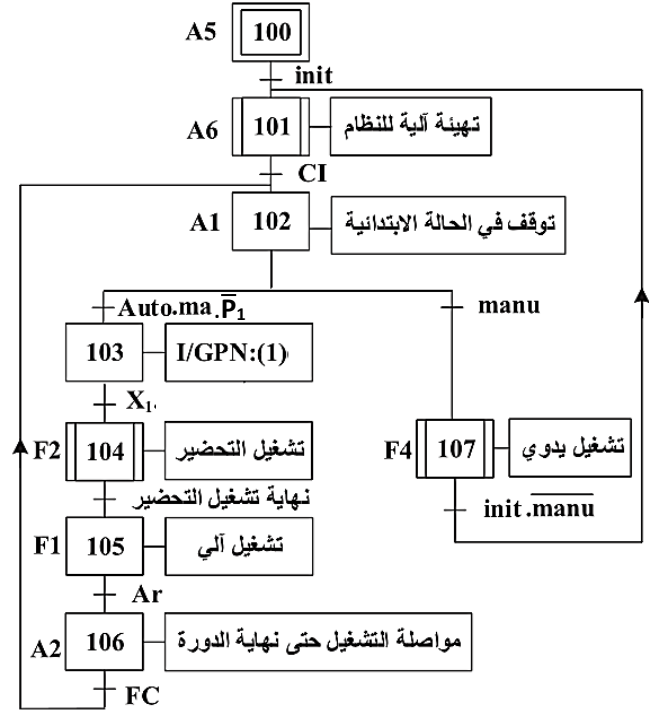 A5
100
init
A6
101
تهيئة آلية للنظام
CI
A1
102
توقف في الحالة الابتدائية
Auto.ma.P̅₁
manu
103
I/GPN:(1)
X₁.
F2
104
تشغيل التحضير
F4
107
تشغيل يدوي
نهاية تشغيل التحضير
init.m̅a̅n̅u̅
F1
105
تشغيل آلي
Ar
A2
106
مواصلة التشغيل حتى نهاية الدورة
FC